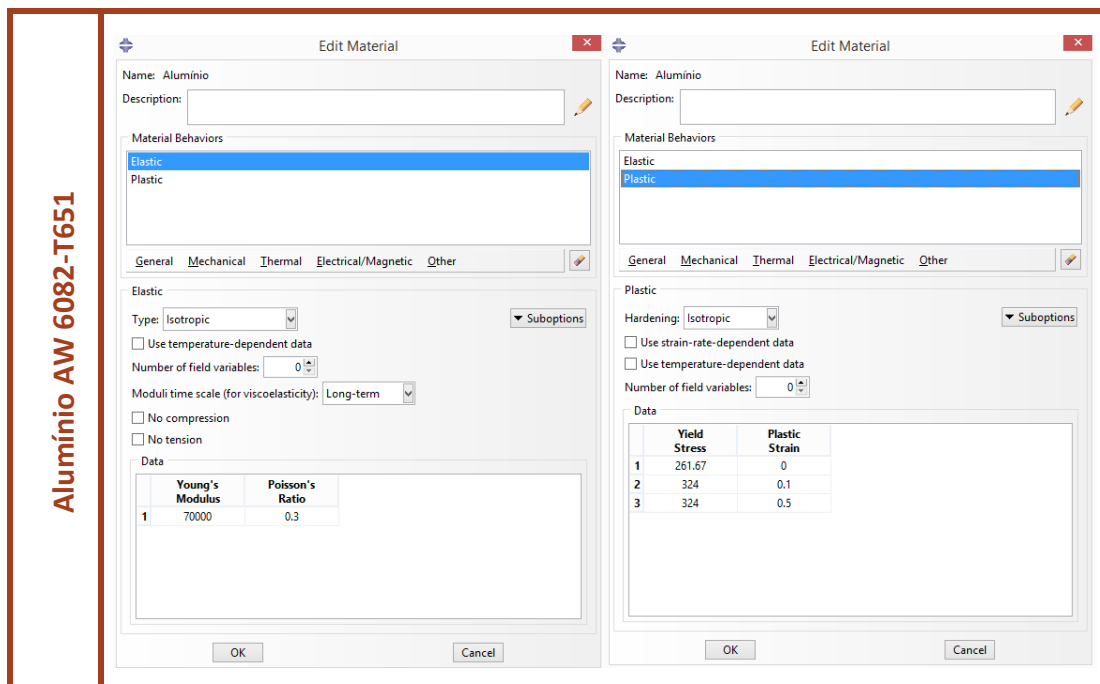 Alumínio AW 6082-T651
Edit Material
Name: Alumínio
Description:
Material Behaviors
Elastic
Plastic
General Mechanical Thermal Electrical/Magnetic Other
Elastic
Type: Isotropic
Suboptions
Use temperature-dependent data
Number of field variables: 0
Moduli time scale (for viscoelasticity): Long-term
No compression
No tension
Data
Young's Modulus Poisson's Ratio
1 70000 0.3
OK Cancel
Edit Material
Name: Alumínio
Description:
Material Behaviors
Elastic
Plastic
General Mechanical Thermal Electrical/Magnetic Other
Plastic
Hardening: Isotropic
Suboptions
Use strain-rate-dependent data
Use temperature-dependent data
Number of field variables: 0
Data
Yield Stress Plastic Strain
1 261.67 0
2 324 0.1
3 324 0.5
OK Cancel